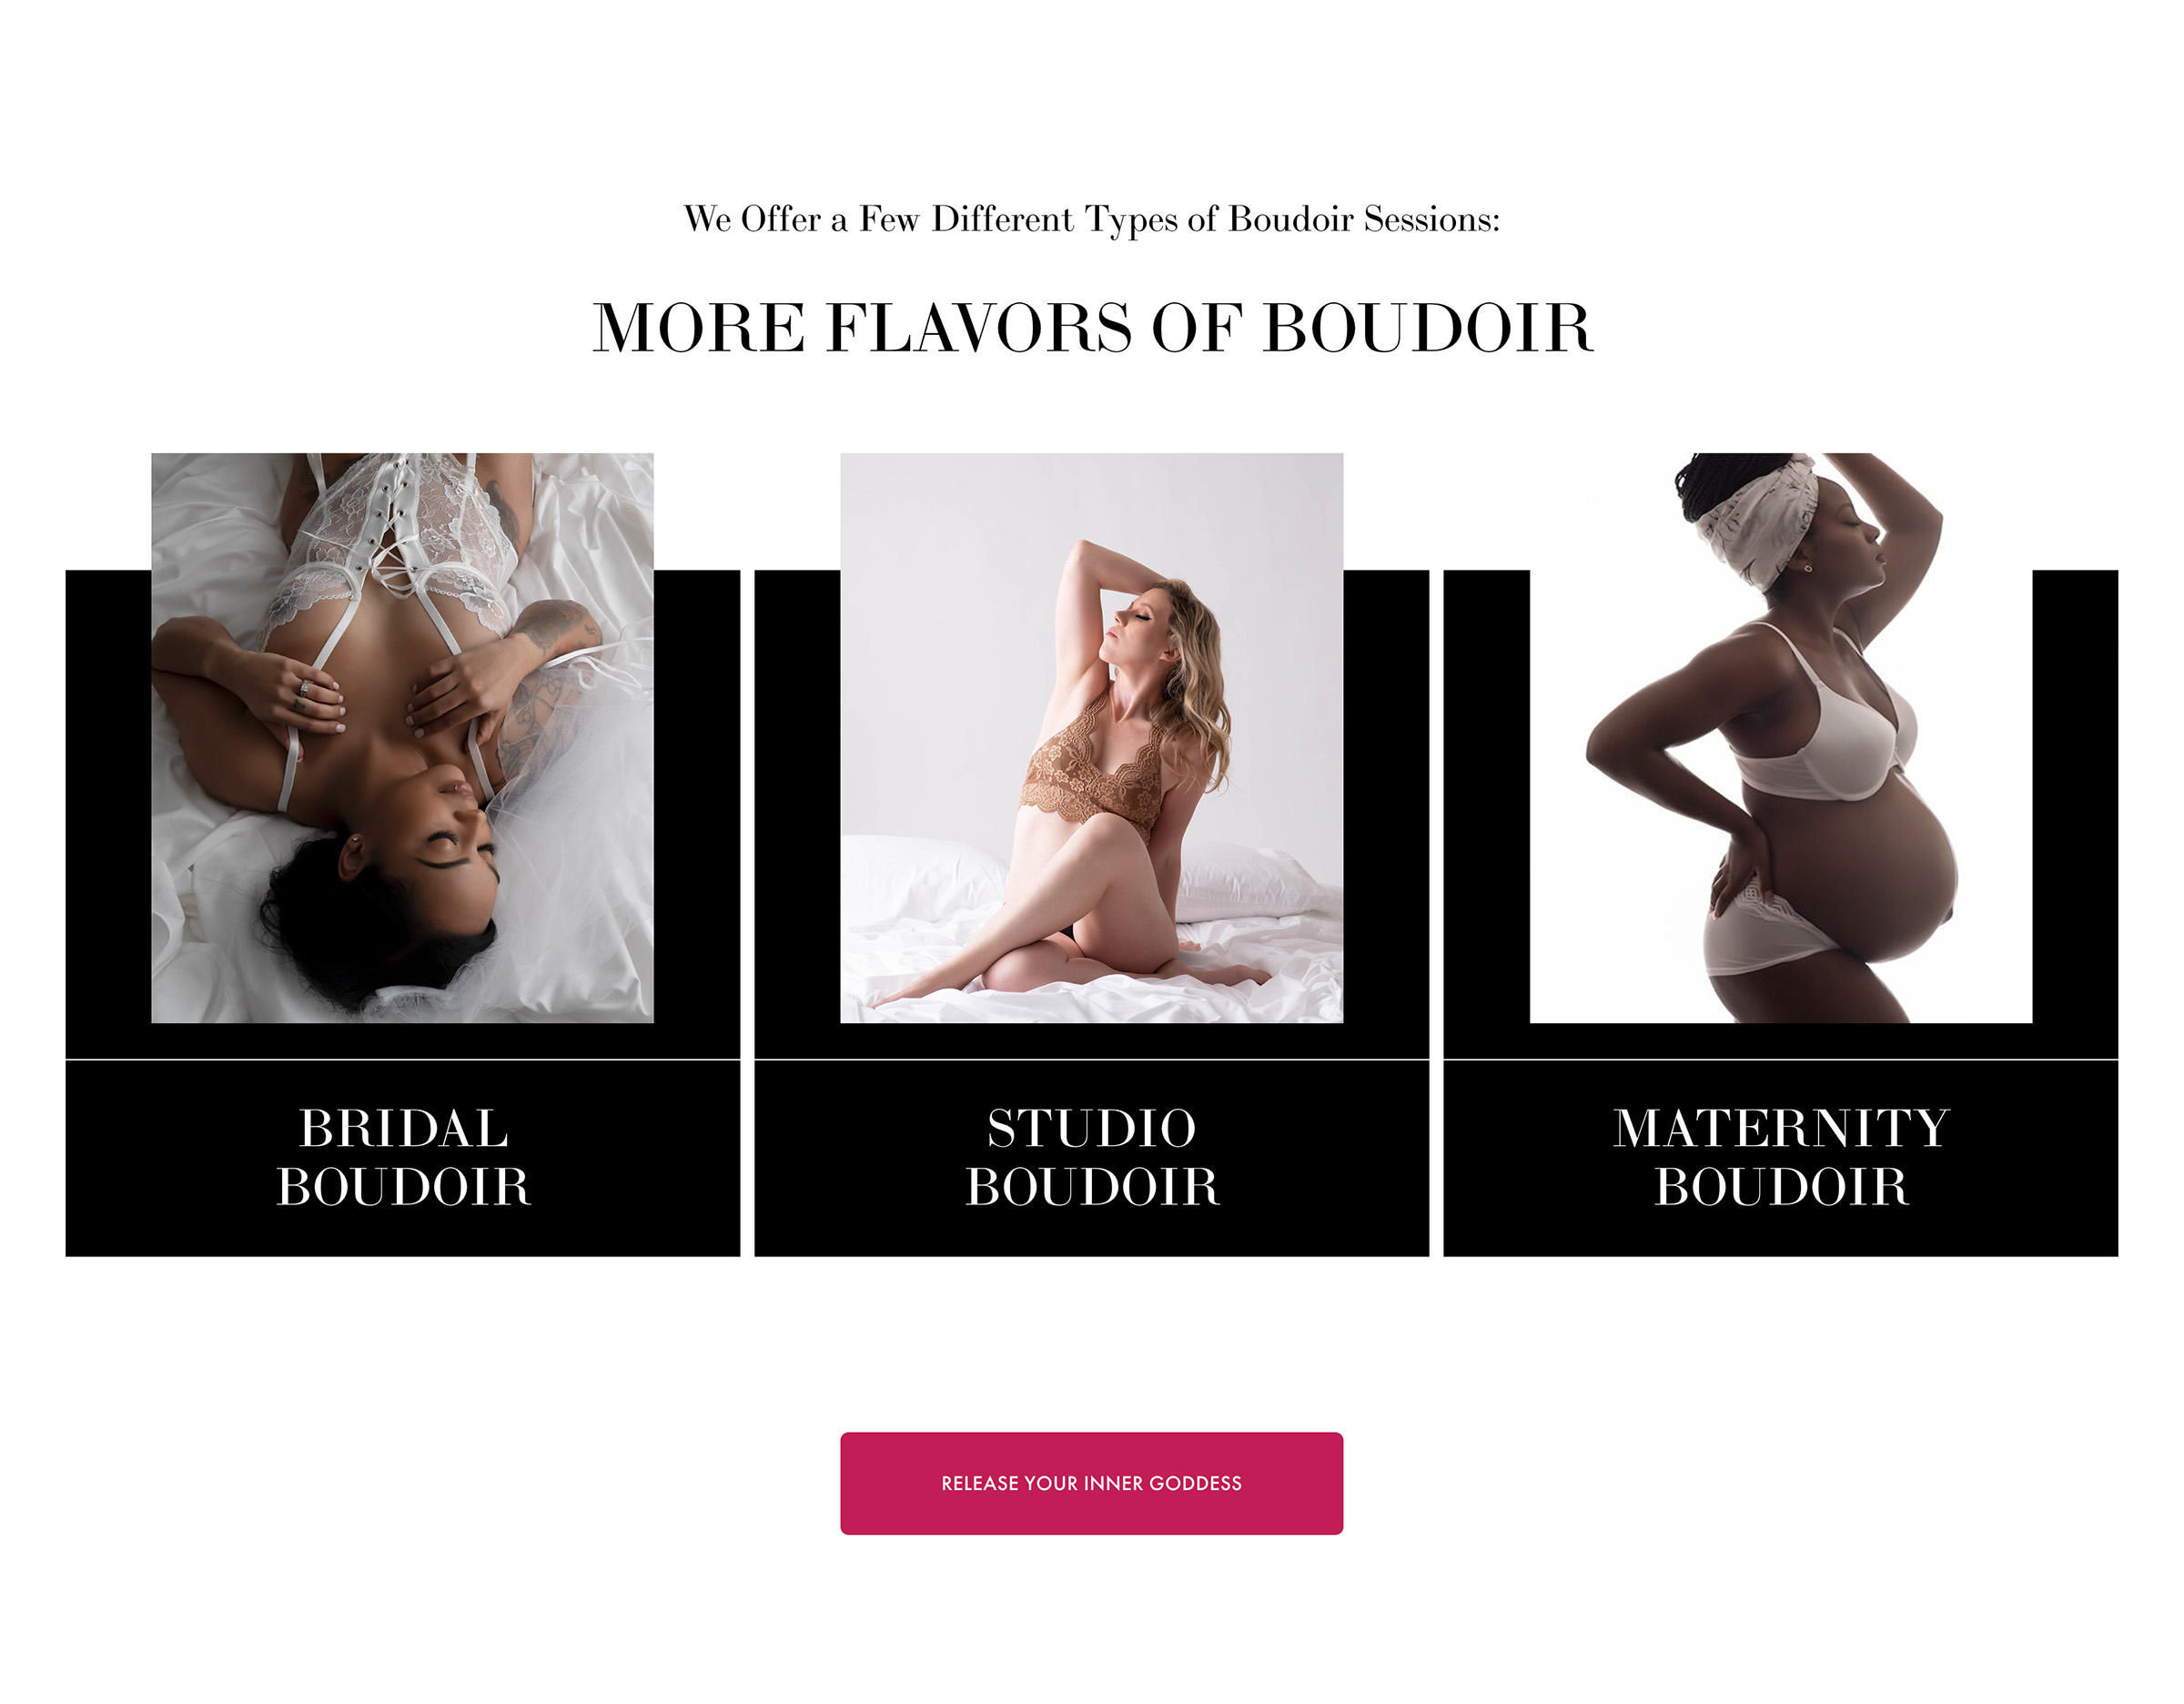 We Offer a Few Different Types of Boudoir Sessions:
MORE FLAVORS OF BOUDOIR
BRIDAL
BOUDOIR
STUDIO
BOUDOIR
MATERNITY
BOUDOIR
RELEASE YOUR INNER GODDESS